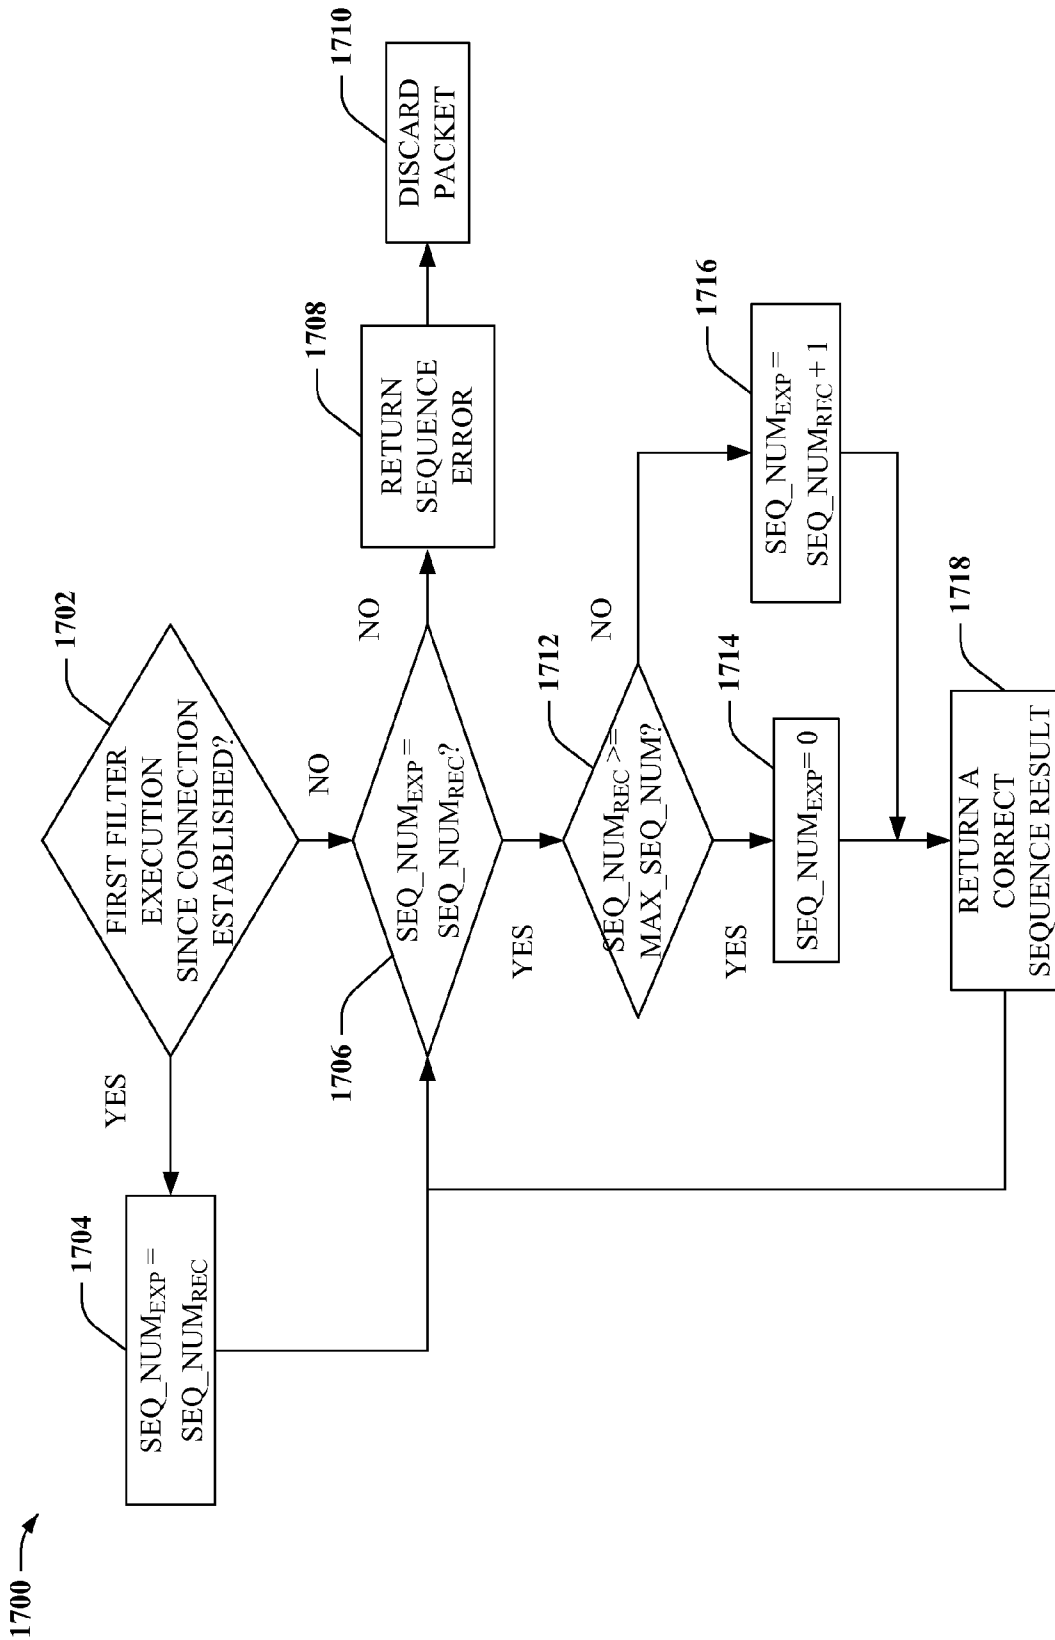 1700
1702
FIRST FILTER
EXECUTION
SINCE CONNECTION
ESTABLISHED?
YES
NO
1704
SEQ_NUMEXP =
SEQ_NUMREC
1706
SEQ_NUMEXP =
SEQ_NUMREC?
NO
YES
1708
RETURN
SEQUENCE
ERROR
1710
DISCARD
PACKET
1712
SEQ_NUMREC >=
MAX_SEQ_NUM?
NO
YES
1714
SEQ_NUMEXP = 0
1716
SEQ_NUMEXP =
SEQ_NUMREC + 1
1718
RETURN A
CORRECT
SEQUENCE RESULT